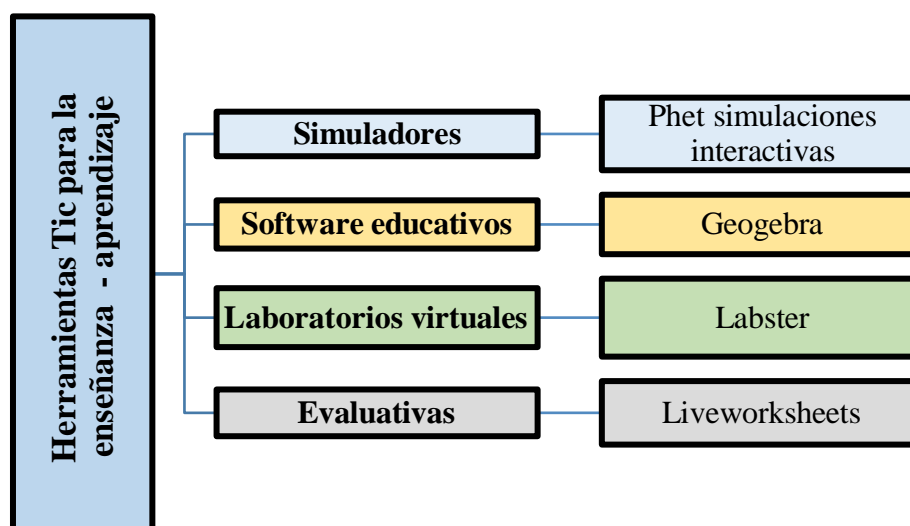 Herramientas Tic para la
enseñanza - aprendizaje
Simuladores
Phet simulaciones
interactivas
Software educativos
Geogebra
Laboratorios virtuales
Labster
Evaluativas
Liveworksheets